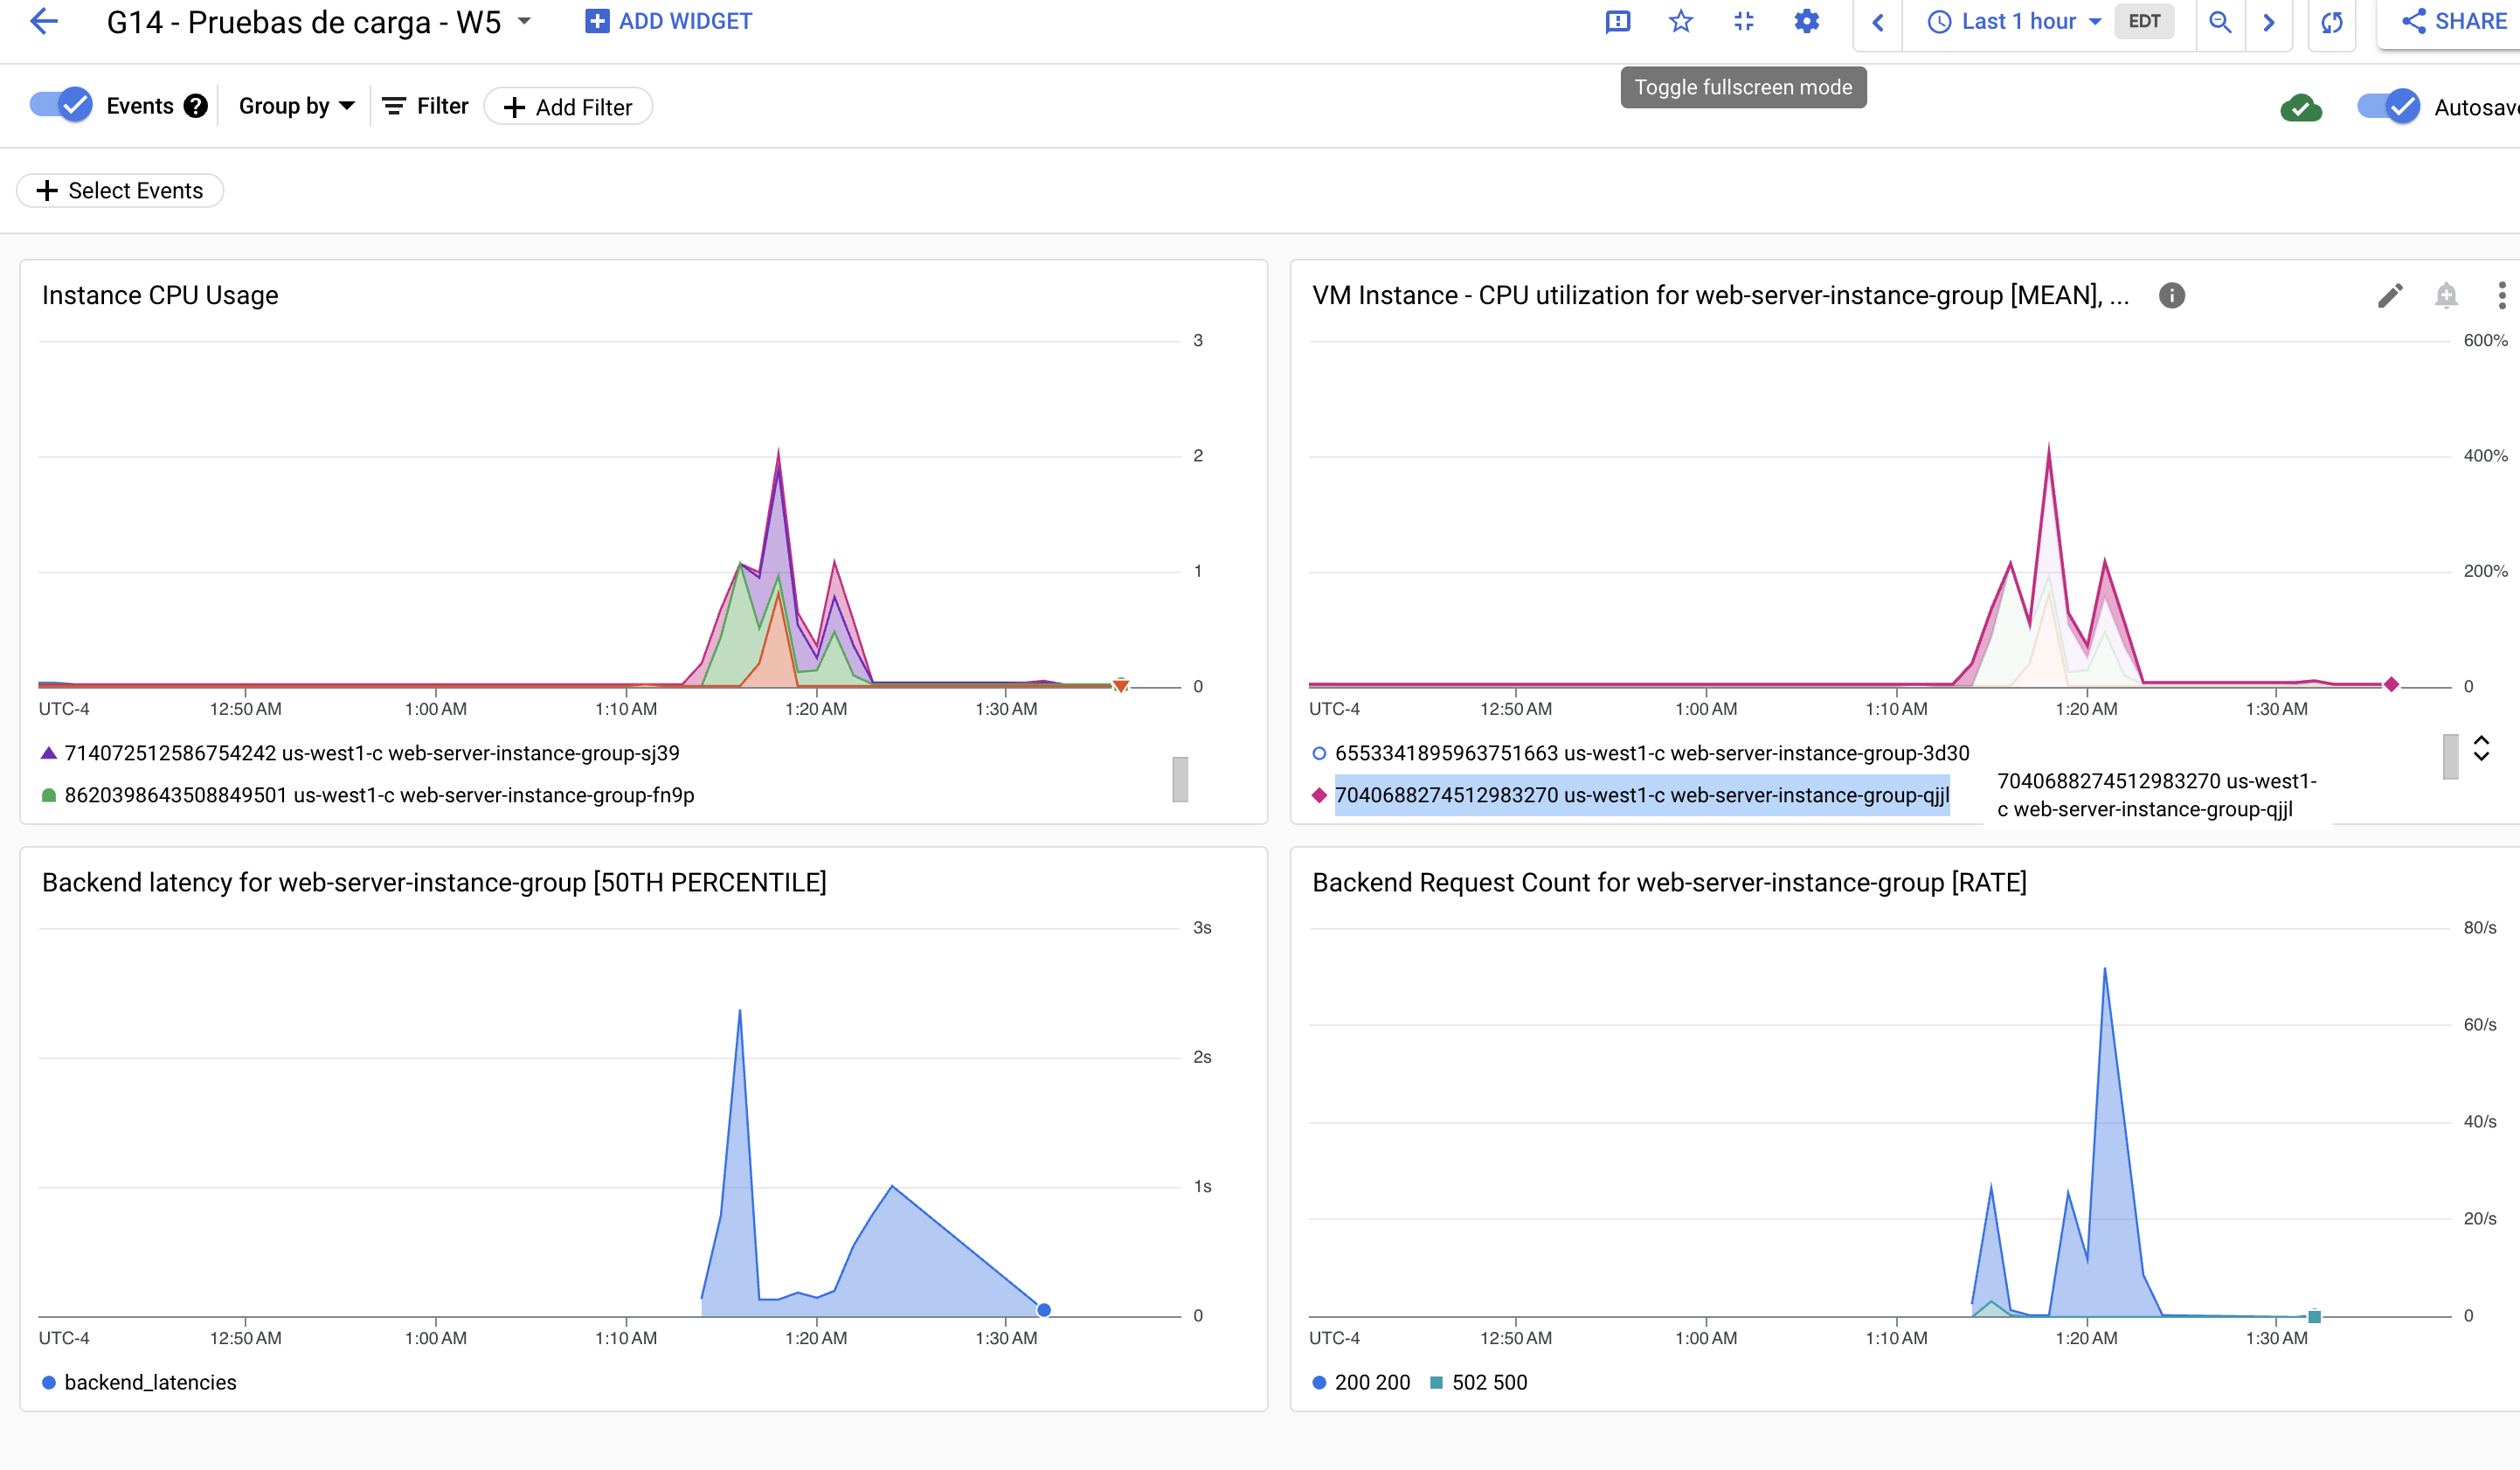 G14 - Pruebas de carga - W5
ADD WIDGET
Last 1 hour
EDT
SHARE
Toggle fullscreen mode
Events
Group by
Filter
Add Filter
Autosave
Select Events
Instance CPU Usage
3
2
1
0
UTC-4
12:50 AM
1:00 AM
1:10 AM
1:20 AM
1:30 AM
714072512586754242 us-west1-c web-server-instance-group-sj39
8620398643508849501 us-west1-c web-server-instance-group-fn9p
VM Instance - CPU utilization for web-server-instance-group [MEAN], ...
600%
400%
200%
0
UTC-4
12:50 AM
1:00 AM
1:10 AM
1:20 AM
1:30 AM
6553341895963751663 us-west1-c web-server-instance-group-3d30
7040688274512983270 us-west1-c web-server-instance-group-qjjl
7040688274512983270 us-west1-
c web-server-instance-group-qjjl
Backend latency for web-server-instance-group [50TH PERCENTILE]
3s
2s
1s
0
UTC-4
12:50 AM
1:00 AM
1:10 AM
1:20 AM
1:30 AM
backend_latencies
Backend Request Count for web-server-instance-group [RATE]
80/s
60/s
40/s
20/s
0
UTC-4
12:50 AM
1:00 AM
1:10 AM
1:20 AM
1:30 AM
200 200
502 500